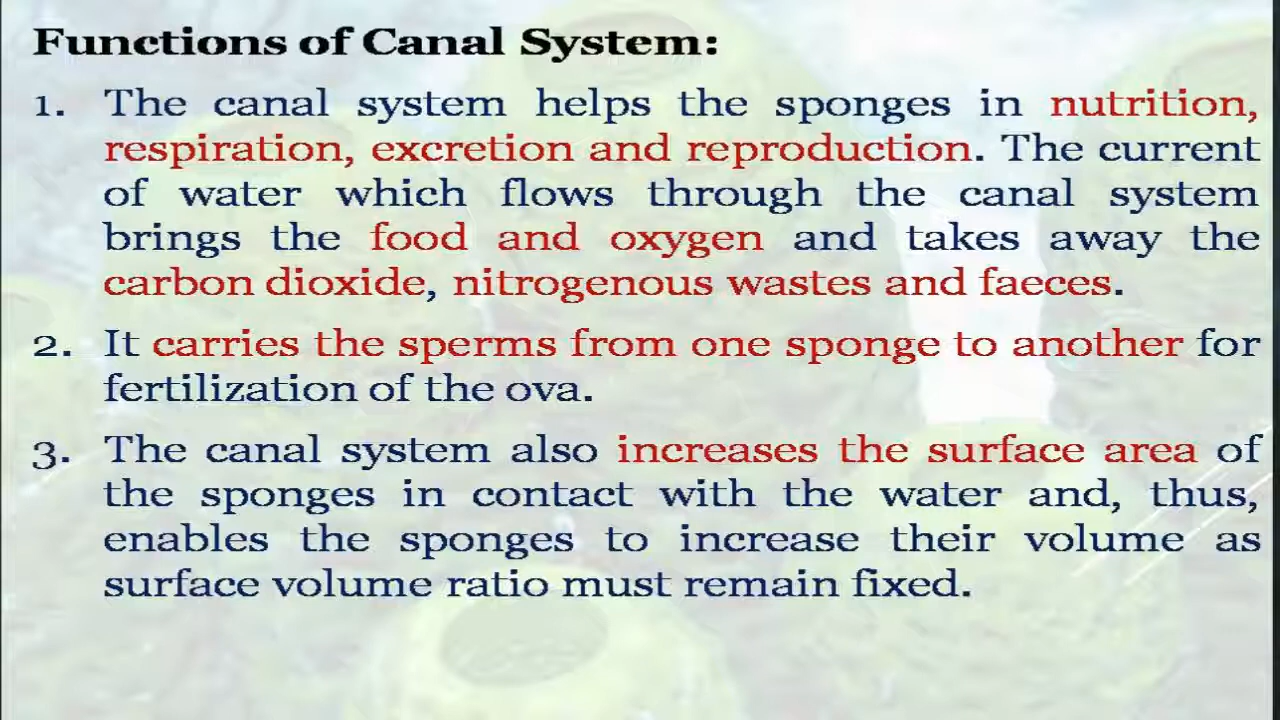 Functions of Canal System:
1. The canal system helps the sponges in nutrition,
respiration, excretion and reproduction. The current
of water which flows through the canal system
brings the food and oxygen and takes away the
carbon dioxide, nitrogenous wastes and faeces.
2. It carries the sperms from one sponge to another for
fertilization of the ova.
3. The canal system also increases the surface area of
the sponges in contact with the water and, thus,
enables the sponges to increase their volume as
surface volume ratio must remain fixed.